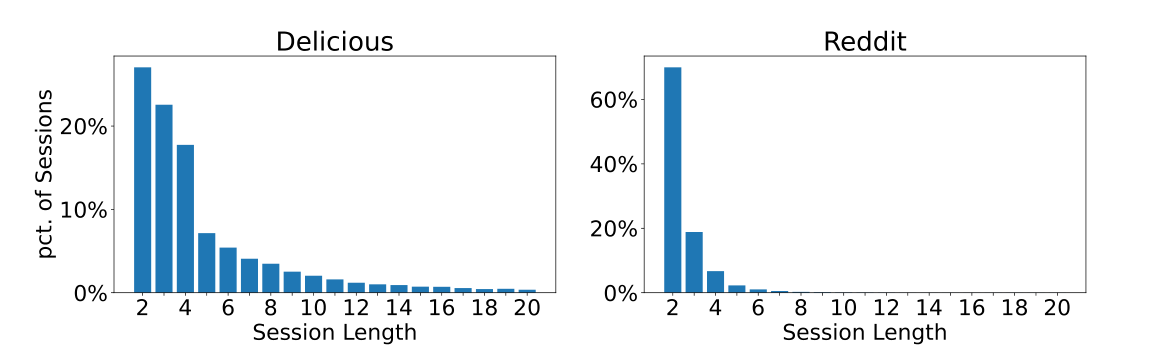 Delicious
pct. of Sessions
20%
10%
0%
2 4 6 8 10 12 14 16 18 20
Session Length
Reddit
60%
40%
20%
0%
2 4 6 8 10 12 14 16 18 20
Session Length